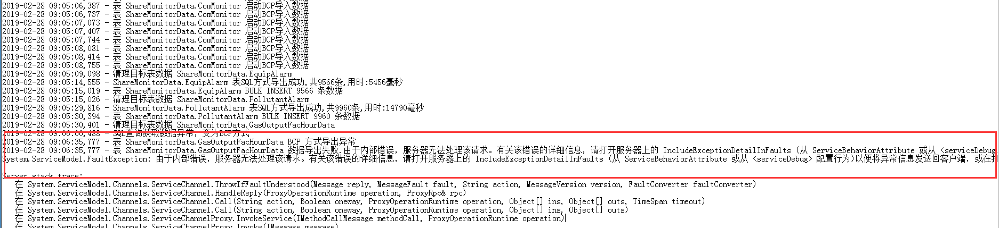 2019-02-28 09:05:06,387 - 表 ShareMonitorData.ComMonitor 启动BCP导入数据
2019-02-28 09:05:06,737 - 表 ShareMonitorData.ComMonitor 启动BCP导入数据
2019-02-28 09:05:07,073 - 表 ShareMonitorData.ComMonitor 启动BCP导入数据
2019-02-28 09:05:07,407 - 表 ShareMonitorData.ComMonitor 启动BCP导入数据
2019-02-28 09:05:07,744 - 表 ShareMonitorData.ComMonitor 启动BCP导入数据
2019-02-28 09:05:08,081 - 表 ShareMonitorData.ComMonitor 启动BCP导入数据
2019-02-28 09:05:08,414 - 表 ShareMonitorData.ComMonitor 启动BCP导入数据
2019-02-28 09:05:08,755 - 表 ShareMonitorData.ComMonitor 启动BCP导入数据
2019-02-28 09:05:09,098 - 清理目标表数据 ShareMonitorData.EquipAlarm
2019-02-28 09:05:14,555 - ShareMonitorData.EquipAlarm 表SQL方式导出成功,共9566条,用时:5456毫秒
2019-02-28 09:05:15,019 - 表 ShareMonitorData.EquipAlarm BULK INSERT 9566 条数据
2019-02-28 09:05:15,026 - 清理目标表数据 ShareMonitorData.PollutantAlarm
2019-02-28 09:05:29,816 - ShareMonitorData.PollutantAlarm 表SQL方式导出成功,共9960条,用时:14790毫秒
2019-02-28 09:05:30,394 - 表 ShareMonitorData.PollutantAlarm BULK INSERT 9960 条数据
2019-02-28 09:05:30,401 - 清理目标表数据 ShareMonitorData.GasOutputFacHourData
2019-02-28 09:06:00,488 - SQL查询获取数据异常，变为BCP方式
2019-02-28 09:06:35,777 - 表 ShareMonitorData.GasOutputFacHourData BCP 方式导出异常
2019-02-28 09:06:35,777 - 表 ShareMonitorData.GasOutputFacHourData 数据导出失败.由于内部错误，服务器无法处理该请求。有关该错误的详细信息，请打开服务器上的 IncludeExceptionDetailInFaults (从 ServiceBehaviorAttribute 或从 <serviceDebug
System.ServiceModel.FaultException: 由于内部错误，服务器无法处理该请求。有关该错误的详细信息，请打开服务器上的 IncludeExceptionDetailInFaults (从 ServiceBehaviorAttribute 或从 <serviceDebug> 配置行为)以便将异常信息发送回客户端，或在打
Server stack trace:
在 System.ServiceModel.Channels.ServiceChannel.ThrowIfFaultUnderstood(Message reply, MessageFault fault, String action, MessageVersion version, FaultConverter faultConverter)
在 System.ServiceModel.Channels.ServiceChannel.HandleReply(ProxyOperationRuntime operation, ProxyRpc& rpc)
在 System.ServiceModel.Channels.ServiceChannel.Call(String action, Boolean oneway, ProxyOperationRuntime operation, Object[] ins, Object[] outs, TimeSpan timeout)
在 System.ServiceModel.Channels.ServiceChannel.Call(String action, Boolean oneway, ProxyOperationRuntime operation, Object[] ins, Object[] outs)
在 System.ServiceModel.Channels.ServiceChannelProxy.InvokeService(IMethodCallMessage methodCall, ProxyOperationRuntime operation)
在 System.ServiceModel.Channels.ServiceChannelProxy.Invoke(IMessage message)